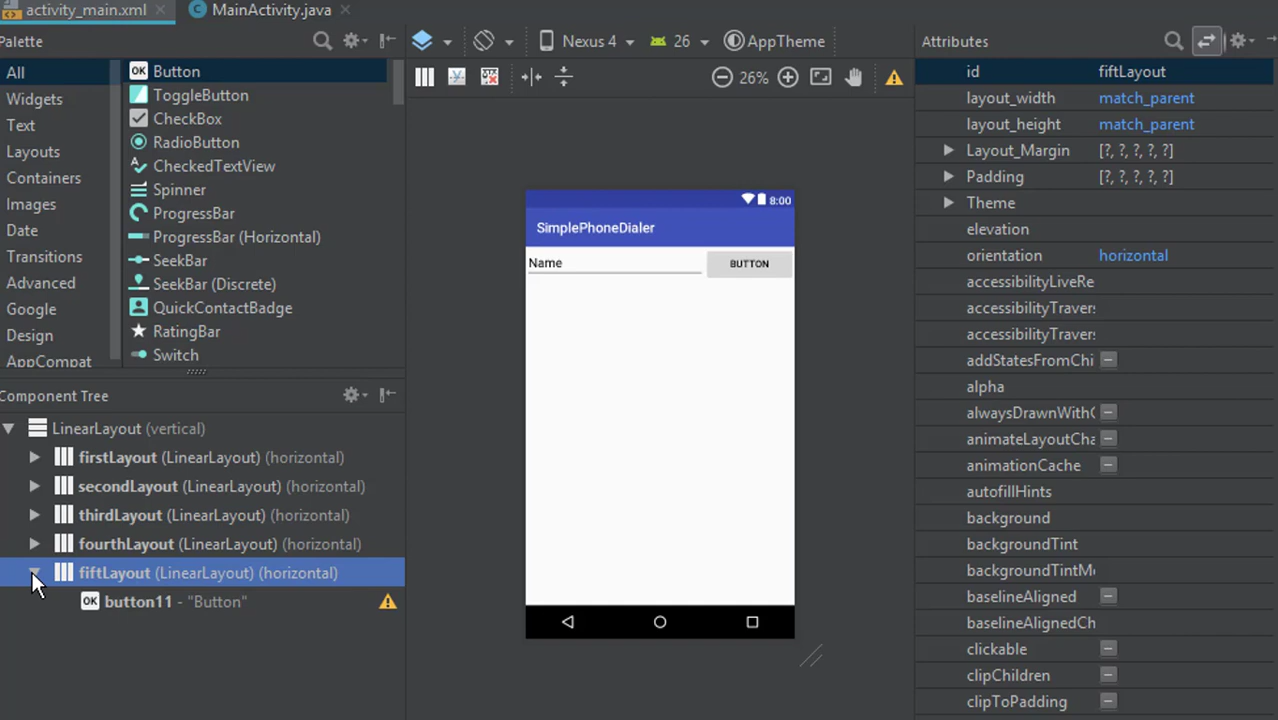 activity_main.xml
MainActivity.java
Palette
All
Widgets
Text
Layouts
Containers
Images
Date
Transitions
Advanced
Google
Design
AppCompat
OK Button
ToggleButton
CheckBox
RadioButton
CheckedTextView
Spinner
ProgressBar
ProgressBar (Horizontal)
SeekBar
SeekBar (Discrete)
QuickContactBadge
RatingBar
Switch
Component Tree
LinearLayout (vertical)
firstLayout (LinearLayout) (horizontal)
secondLayout (LinearLayout) (horizontal)
thirdLayout (LinearLayout) (horizontal)
fourthLayout (LinearLayout) (horizontal)
fiftLayout (LinearLayout) (horizontal)
OK button11 - "Button"
Nexus 4
26
AppTheme
26%
8:00
SimplePhoneDialer
Name
BUTTON
Attributes
id fiftLayout
layout_width match_parent
layout_height match_parent
Layout_Margin [?, ?, ?, ?, ?]
Padding [?, ?, ?, ?, ?]
Theme
elevation
orientation horizontal
accessibilityLiveRe
accessibilityTravers
accessibilityTravers
addStatesFromChi
alpha
alwaysDrawnWithC
animateLayoutCha
animationCache
autofillHints
background
backgroundTint
backgroundTintMo
baselineAligned
baselineAlignedCh
clickable
clipChildren
clipToPadding